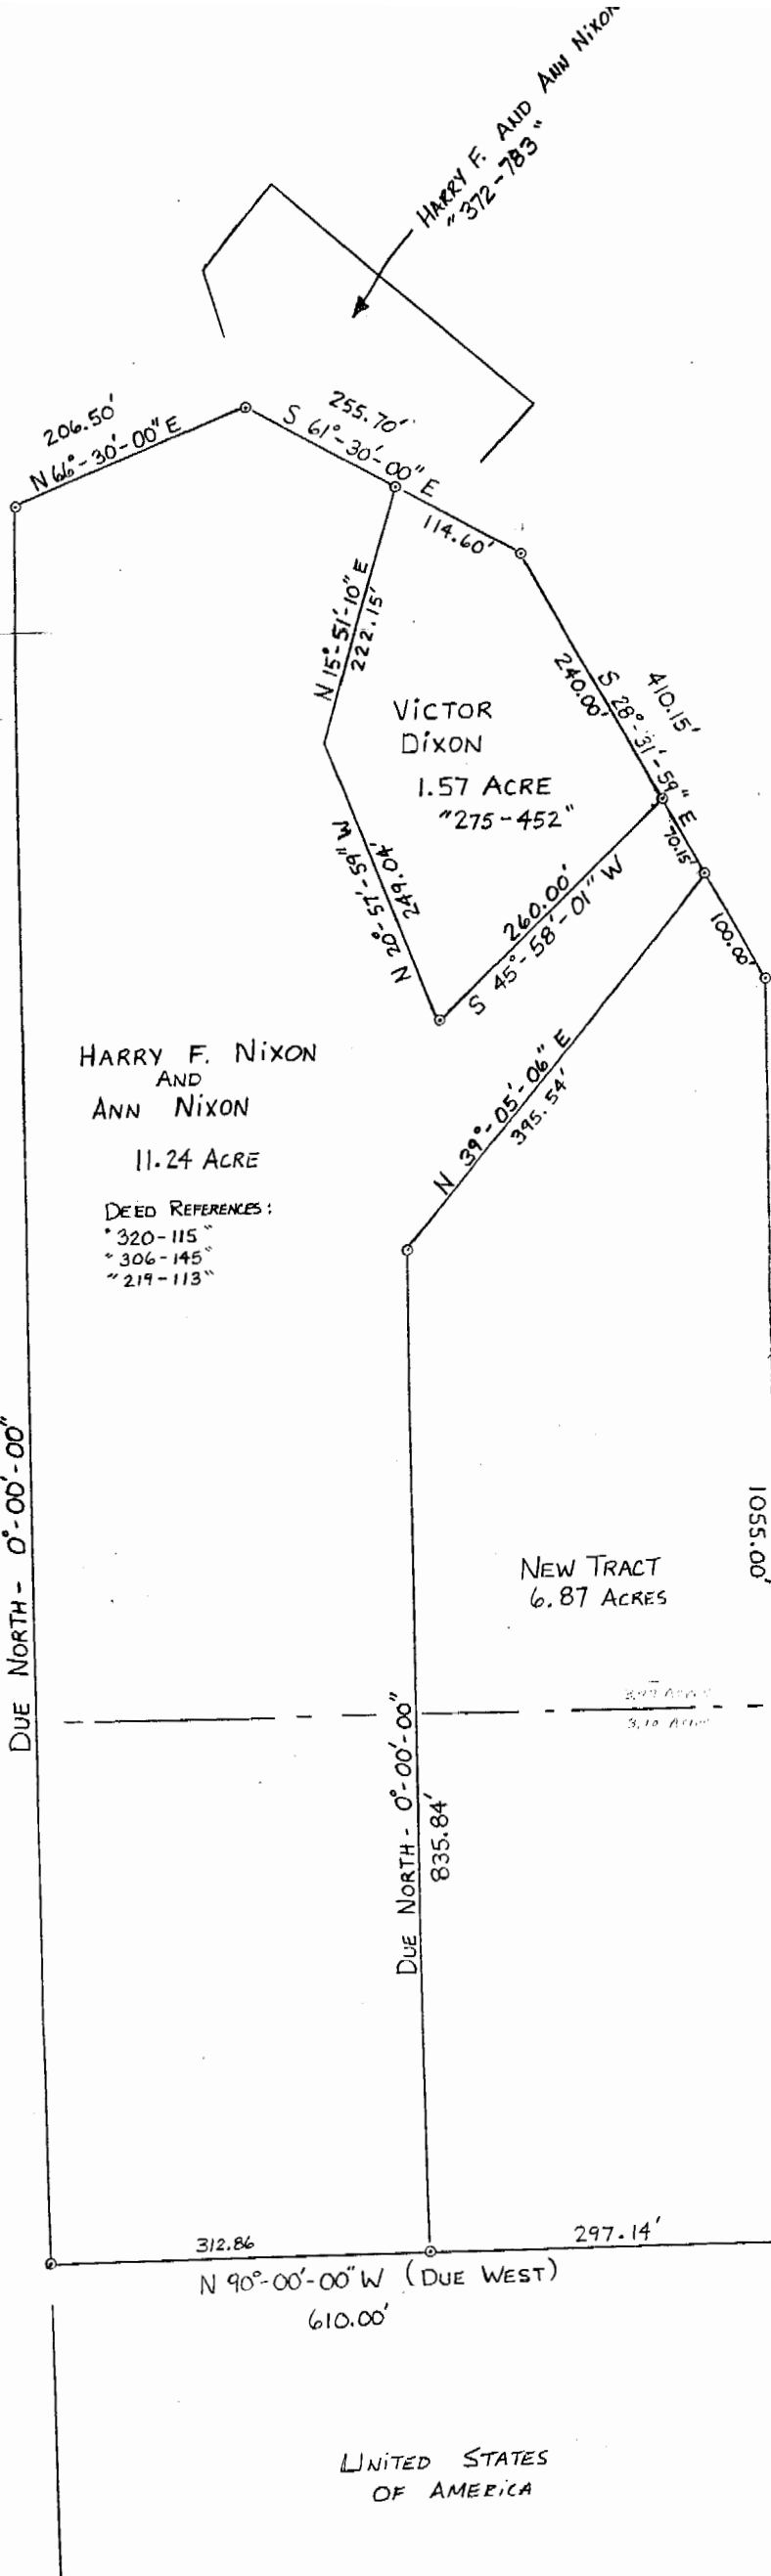 HARRY F. AND ANN NIXON
"372-783"
206.50'
N 66°-30'-00" E
255.70'
S 61°-30'-00" E
114.60'
N 15°-51'-10" E
222.15'
VICTOR
DIXON
1.57 ACRE
"275-452"
240.00'
S 28°-31'-59" E
410.15'
70.15'
100.00'
N 20°-57'-59" W
249.04'
260.00'
S 45°-58'-01" W
HARRY F. NIXON
AND
ANN NIXON
11.24 ACRE
DEED REFERENCES:
"320-115"
"306-145"
"219-113"
N 39°-05'-06" E
395.54'
DUE NORTH - 0°-00'-00"
1055.00'
NEW TRACT
6.87 ACRES
3.10 Acres
DUE NORTH - 0°-00'-00"
835.84'
312.86
297.14'
N 90°-00'-00" W (DUE WEST)
610.00'
UNITED STATES
OF AMERICA